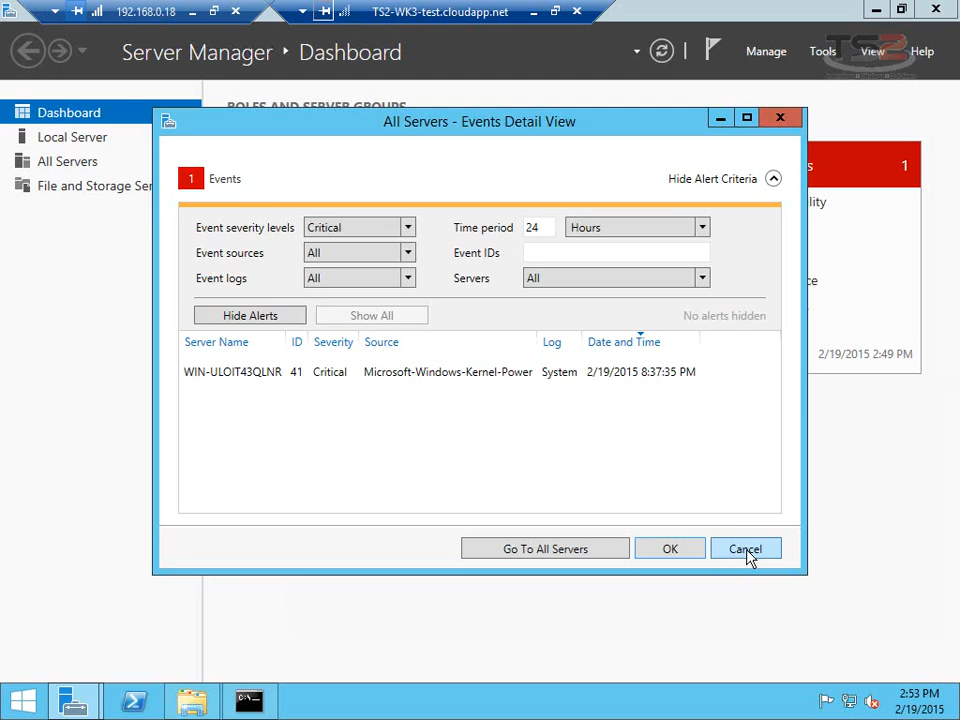 192.168.0.18
TS2-WK3-test.cloudapp.net
Server Manager ‣ Dashboard
Manage
Tools
View
Help
TS2
Dashboard
Local Server
All Servers
File and Storage Ser
ROLES AND SERVER GROUPS
1
2/19/2015 2:49 PM
All Servers - Events Detail View
1 Events
Hide Alert Criteria
Event severity levels Critical
Time period 24 Hours
Event sources All
Event IDs
Event logs All
Servers All
Hide Alerts
Show All
No alerts hidden
Server Name ID Severity Source Log Date and Time
WIN-ULOIT43QLNR 41 Critical Microsoft-Windows-Kernel-Power System 2/19/2015 8:37:35 PM
Go To All Servers
OK
Cancel
2:53 PM
2/19/2015